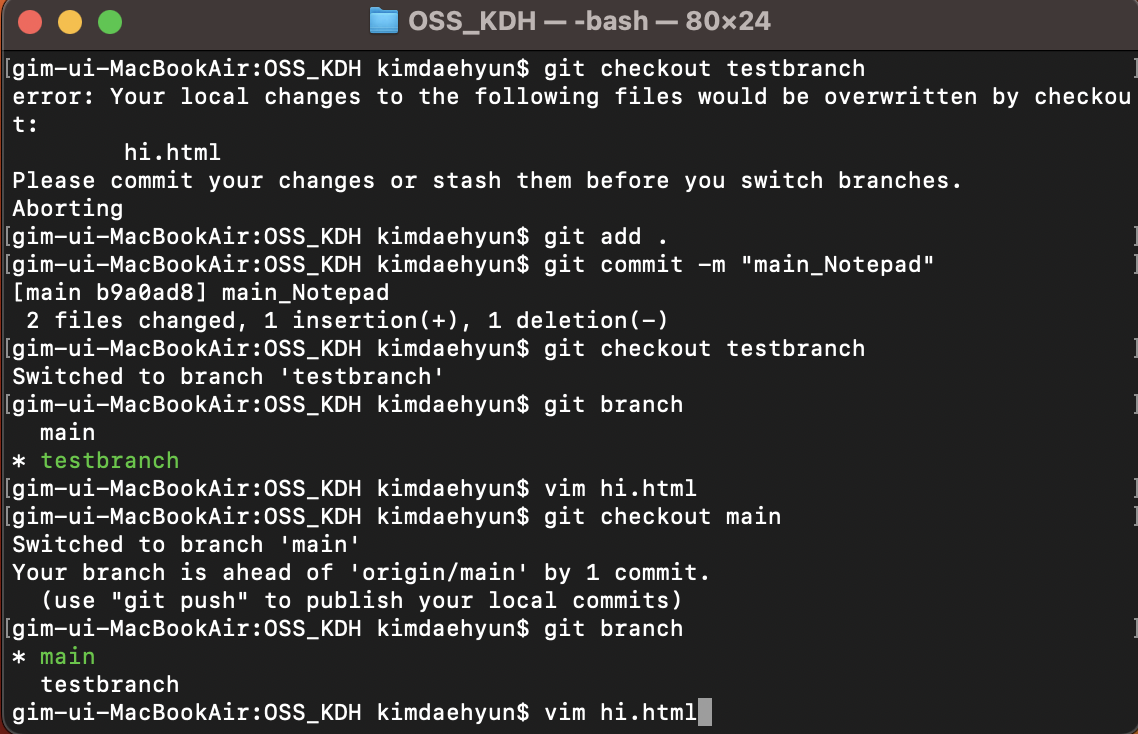 OSS_KDH — -bash — 80×24
[gim-ui-MacBookAir:OSS_KDH kimdaehyun$ git checkout testbranch ]
error: Your local changes to the following files would be overwritten by checkou
t:
hi.html
Please commit your changes or stash them before you switch branches.
Aborting
[gim-ui-MacBookAir:OSS_KDH kimdaehyun$ git add . ]
[gim-ui-MacBookAir:OSS_KDH kimdaehyun$ git commit -m "main_Notepad" ]
[main b9a0ad8] main_Notepad
2 files changed, 1 insertion(+), 1 deletion(-)
[gim-ui-MacBookAir:OSS_KDH kimdaehyun$ git checkout testbranch ]
Switched to branch 'testbranch'
[gim-ui-MacBookAir:OSS_KDH kimdaehyun$ git branch ]
main
* testbranch
[gim-ui-MacBookAir:OSS_KDH kimdaehyun$ vim hi.html ]
[gim-ui-MacBookAir:OSS_KDH kimdaehyun$ git checkout main ]
Switched to branch 'main'
Your branch is ahead of 'origin/main' by 1 commit.
(use "git push" to publish your local commits)
[gim-ui-MacBookAir:OSS_KDH kimdaehyun$ git branch ]
* main
testbranch
gim-ui-MacBookAir:OSS_KDH kimdaehyun$ vim hi.html